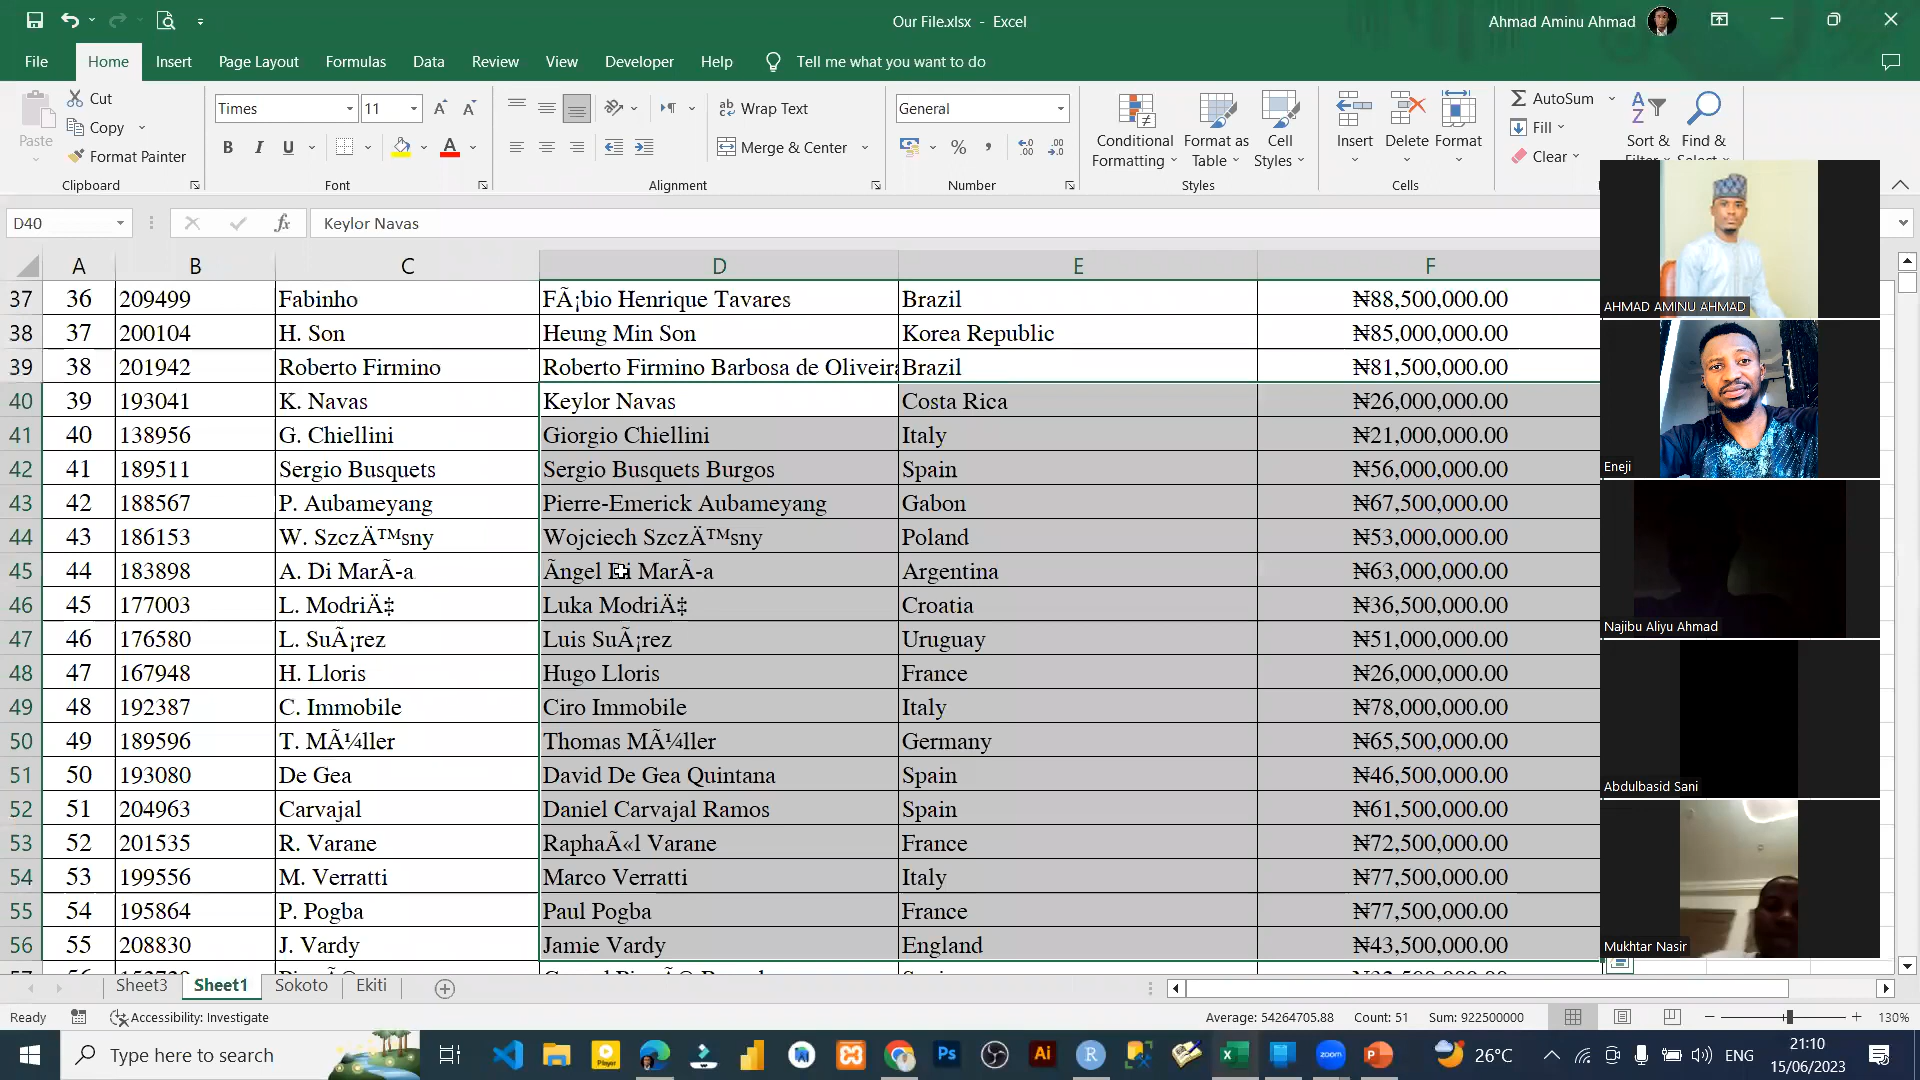 Our File.xlsx - Excel
Ahmad Aminu Ahmad
File Home Insert Page Layout Formulas Data Review View Developer Help Tell me what you want to do
Paste
Cut
Copy
Format Painter
Clipboard
Times 11
B I U
Font
Wrap Text
Merge & Center
Alignment
General
Number
Conditional Formatting
Format as Table
Cell Styles
Styles
Insert Delete Format
Cells
AutoSum
Fill
Clear
Sort &
Find &
D40 fx Keylor Navas
A B C D E F
37 36 209499 Fabinho FÃ¡bio Henrique Tavares Brazil ₦88,500,000.00
38 37 200104 H. Son Heung Min Son Korea Republic ₦85,000,000.00
39 38 201942 Roberto Firmino Roberto Firmino Barbosa de Oliveira Brazil ₦81,500,000.00
40 39 193041 K. Navas Keylor Navas Costa Rica ₦26,000,000.00
41 40 138956 G. Chiellini Giorgio Chiellini Italy ₦21,000,000.00
42 41 189511 Sergio Busquets Sergio Busquets Burgos Spain ₦56,000,000.00
43 42 188567 P. Aubameyang Pierre-Emerick Aubameyang Gabon ₦67,500,000.00
44 43 186153 W. SzczÄ™sny Wojciech SzczÄ™sny Poland ₦53,000,000.00
45 44 183898 A. Di MarÃ-a Ãngel Di MarÃ-a Argentina ₦63,000,000.00
46 45 177003 L. ModriÄ‡ Luka ModriÄ‡ Croatia ₦36,500,000.00
47 46 176580 L. SuÃ¡rez Luis SuÃ¡rez Uruguay ₦51,000,000.00
48 47 167948 H. Lloris Hugo Lloris France ₦26,000,000.00
49 48 192387 C. Immobile Ciro Immobile Italy ₦78,000,000.00
50 49 189596 T. MÃ¼ller Thomas MÃ¼ller Germany ₦65,500,000.00
51 50 193080 De Gea David De Gea Quintana Spain ₦46,500,000.00
52 51 204963 Carvajal Daniel Carvajal Ramos Spain ₦61,500,000.00
53 52 201535 R. Varane RaphaÃ«l Varane France ₦72,500,000.00
54 53 199556 M. Verratti Marco Verratti Italy ₦77,500,000.00
55 54 195864 P. Pogba Paul Pogba France ₦77,500,000.00
56 55 208830 J. Vardy Jamie Vardy England ₦43,500,000.00
AHMAD AMINU AHMAD
Eneji
Najibu Aliyu Ahmad
Abdulbasid Sani
Mukhtar Nasir
Sheet3 Sheet1 Sokoto Ekiti
Ready Accessibility: Investigate Average: 54264705.88 Count: 51 Sum: 922500000 130%
Type here to search
Player
Ps
Ai
R
zoom
26°C ENG
21:10
15/06/2023